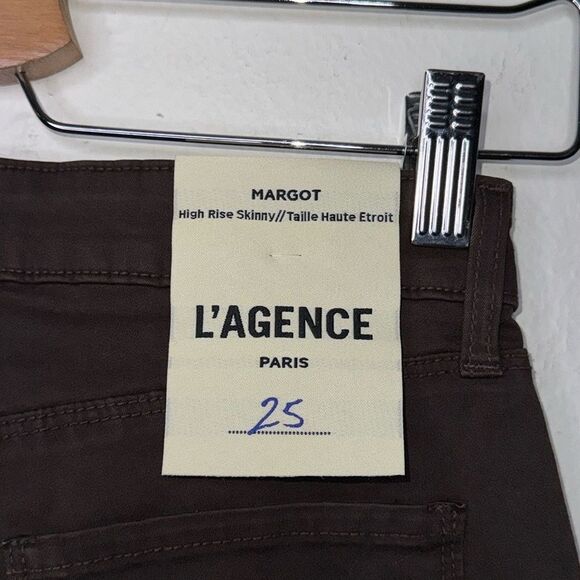 MARGOT
High Rise Skinny//Taille Haute Etroit
L'AGENCE
PARIS
25